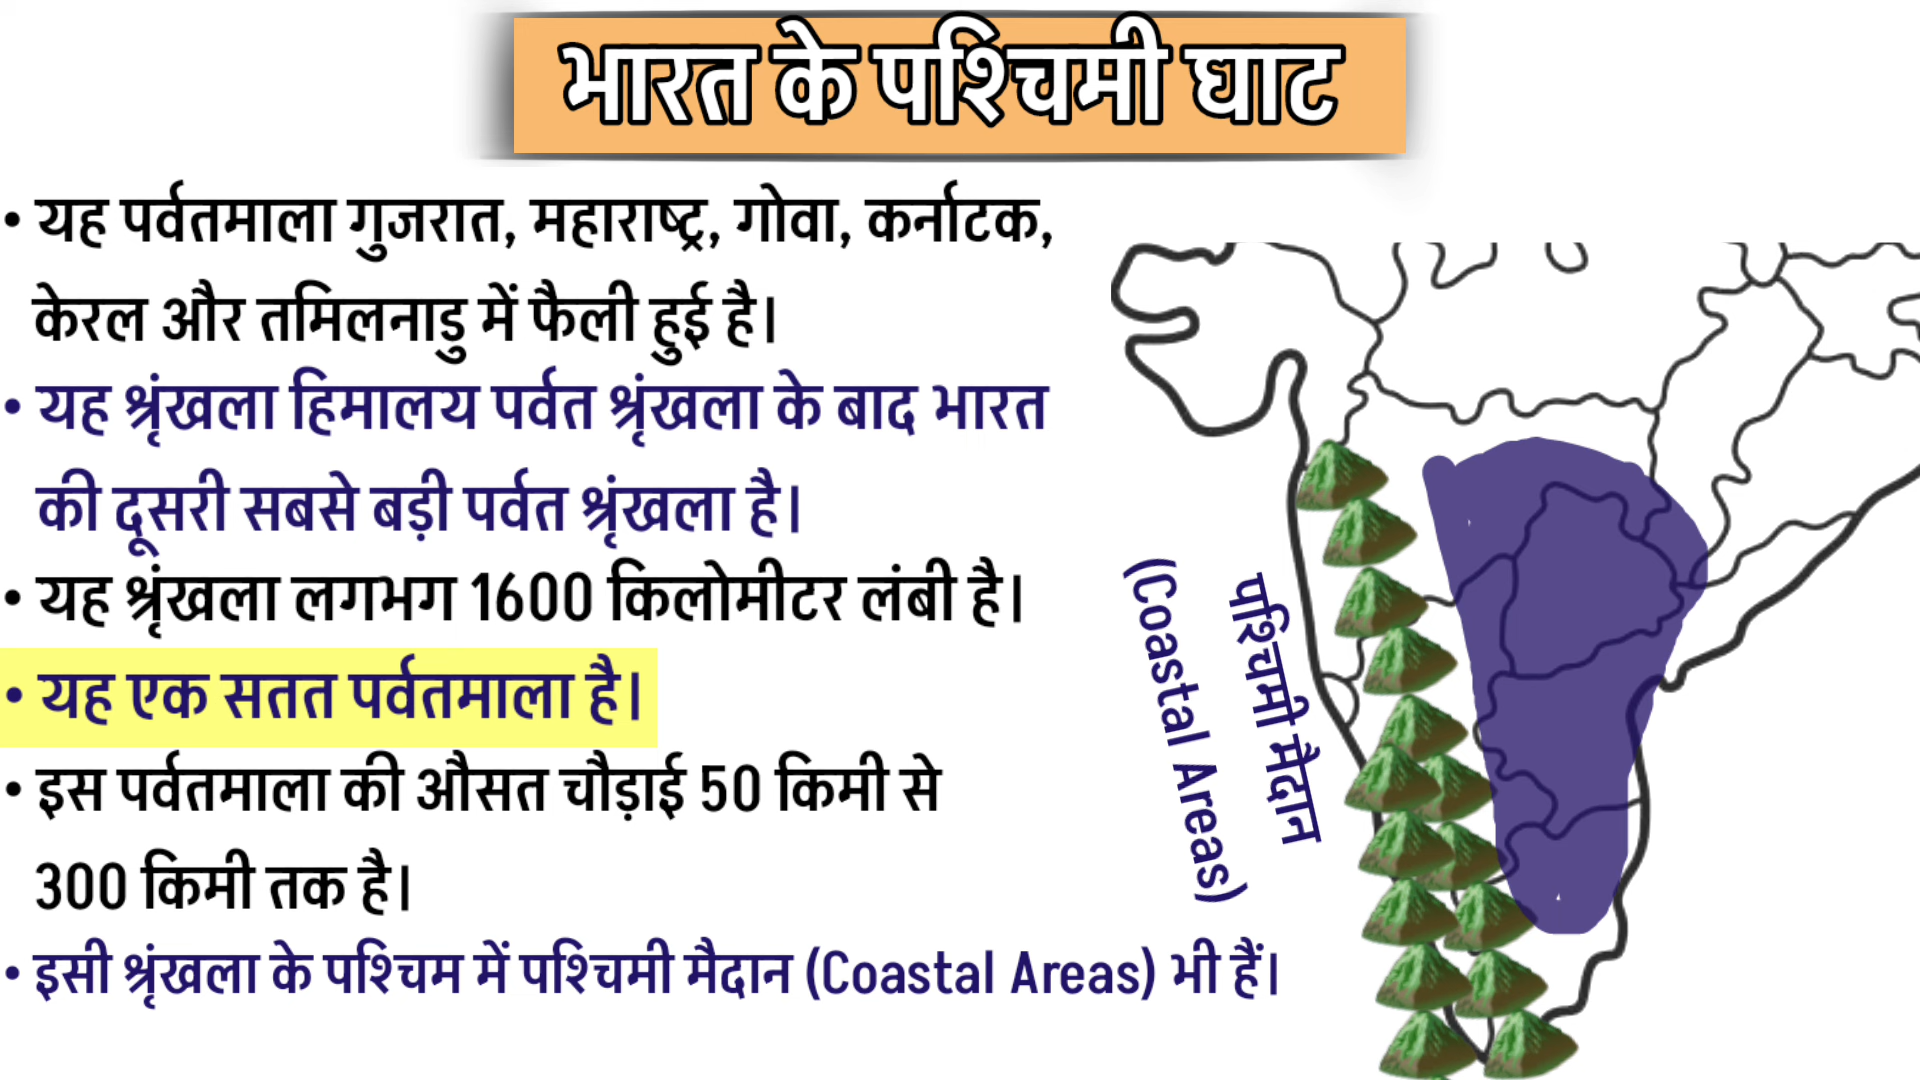 भारत के पश्चिमी घाट
• यह पर्वतमाला गुजरात, महाराष्ट्र, गोवा, कर्नाटक,
केरल और तमिलनाडु में फैली हुई है।
• यह श्रृंखला हिमालय पर्वत श्रृंखला के बाद भारत
की दूसरी सबसे बड़ी पर्वत श्रृंखला है।
• यह श्रृंखला लगभग 1600 किलोमीटर लंबी है।
• यह एक सतत पर्वतमाला है।
• इस पर्वतमाला की औसत चौड़ाई 50 किमी से
300 किमी तक है।
• इसी श्रृंखला के पश्चिम में पश्चिमी मैदान (Coastal Areas) भी हैं।
पश्चिमी मैदान
(Coastal Areas)